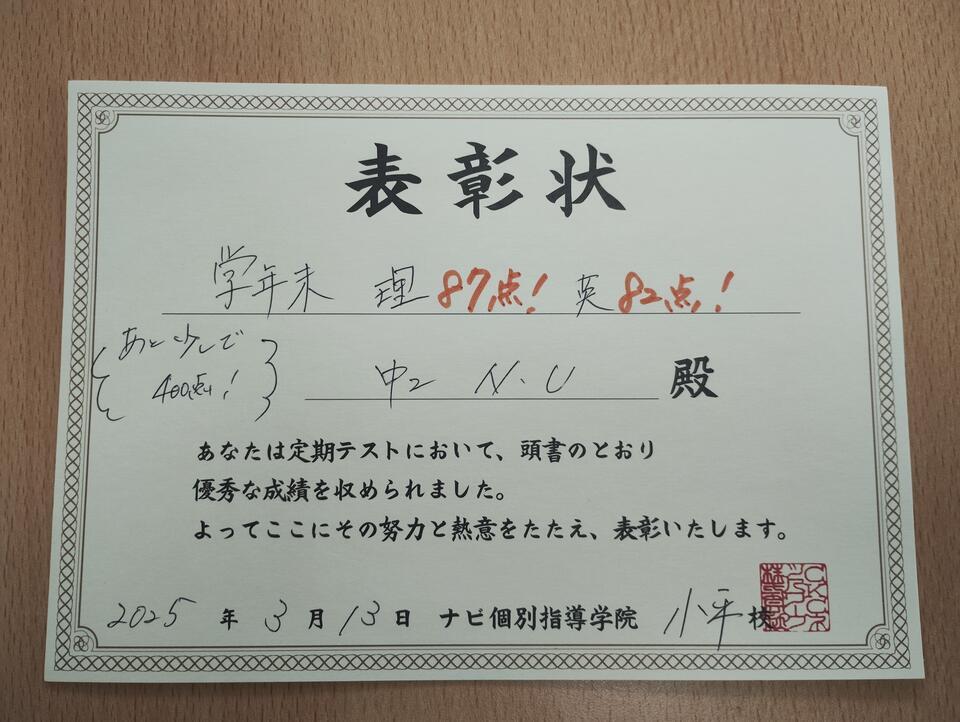 表彰状
学年末 理 87点! 英 82点!
あと少しで
400点!
中2 N.U 殿
あなたは定期テストにおいて、頭書のとおり
優秀な成績を収められました。
よってここにその努力と熱意をたたえ、表彰いたします。
2025 年 3 月 13 日 ナビ個別指導学院 小平 校